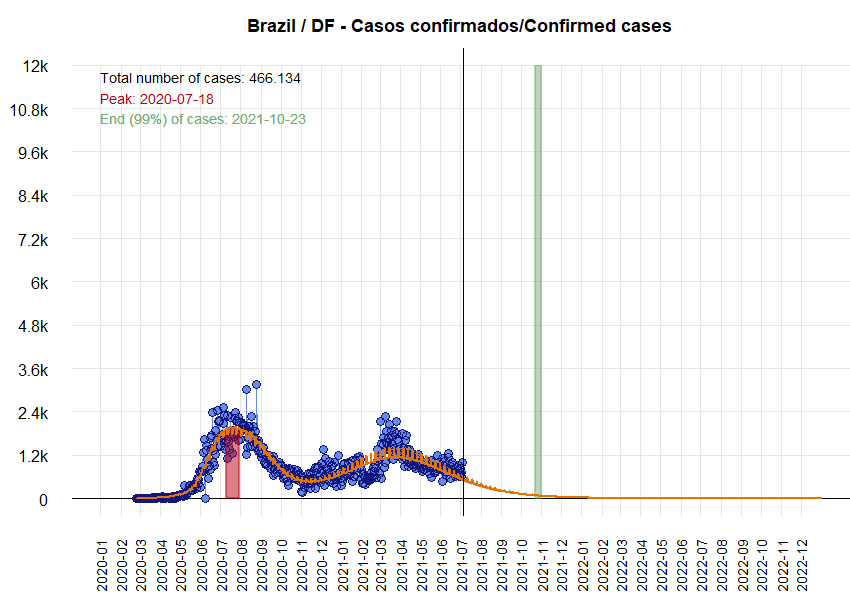 Brazil / DF - Casos confirmados/Confirmed cases
12k
Total number of cases: 466.134
Peak: 2020-07-18
10.8k
End (99%) of cases: 2021-10-23
9.6k
8.4k
7.2k
6k
4.8k
3.6k
2.4k
1.2k
0
2020-01
2020-02
2020-03
2020-04
2020-05
2020-06
2020-07
2020-08
2020-09
2020-10
2020-11
2020-12
2021-01
2021-02
2021-03
2021-04
2021-05
2021-06
2021-07
2021-08
2021-09
2021-10
2021-11
2021-12
2022-01
2022-02
2022-03
2022-04
2022-05
2022-06
2022-07
2022-08
2022-09
2022-10
2022-11
2022-12